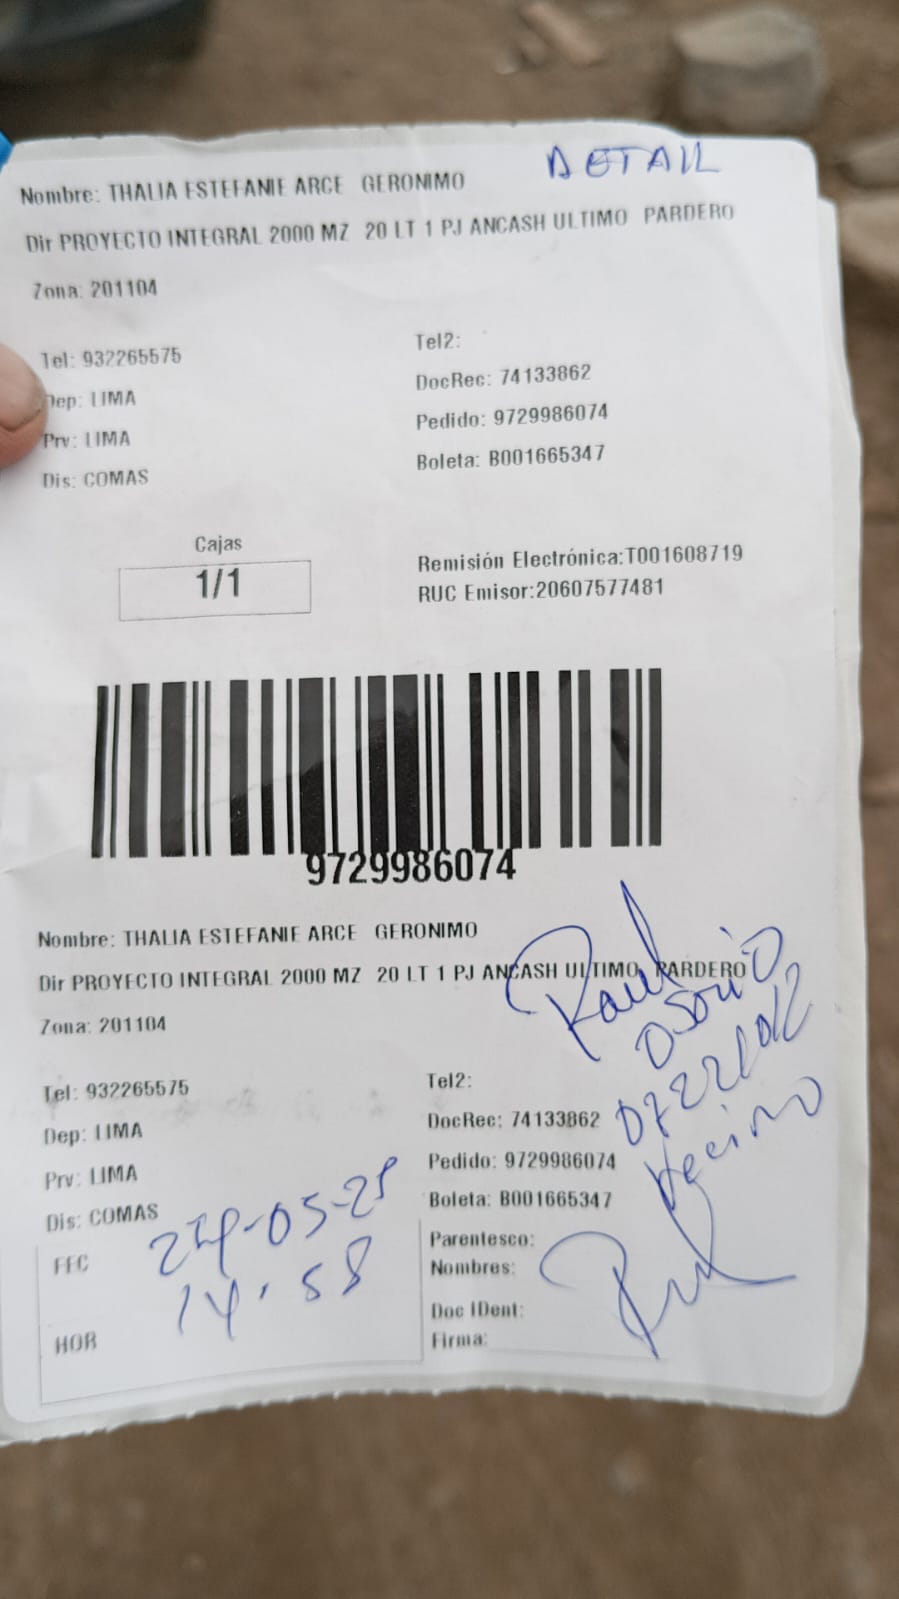 DETAIL
Nombre: THALIA ESTEFANIE ARCE GERONIMO
Dir PROYECTO INTEGRAL 2000 MZ 20 LT 1 PJ ANCASH ULTIMO PARDERO
Zona: 201104
Tel: 932265575
Tel2:
Dep: LIMA
DocRec: 74133862
Prv: LIMA
Pedido: 9729986074
Dis: COMAS
Boleta: B001665347
Cajas
1/1
Remisión Electrónica:T001608719
RUC Emisor:20607577481
9729986074
Nombre: THALIA ESTEFANIE ARCE GERONIMO
Dir PROYECTO INTEGRAL 2000 MZ 20 LT 1 PJ ANCASH ULTIMO PARDERO
Raul
Osorio
Zona: 201104
Tel: 932265575
Tel2:
Dep: LIMA
DocRec: 74133862
Vecino
Prv: LIMA
Pedido: 9729986074
Dis: COMAS
Boleta: B001665347
FEC
Parentesco:
Nombres:
14:58
Doc IDent:
HOR
Firma: